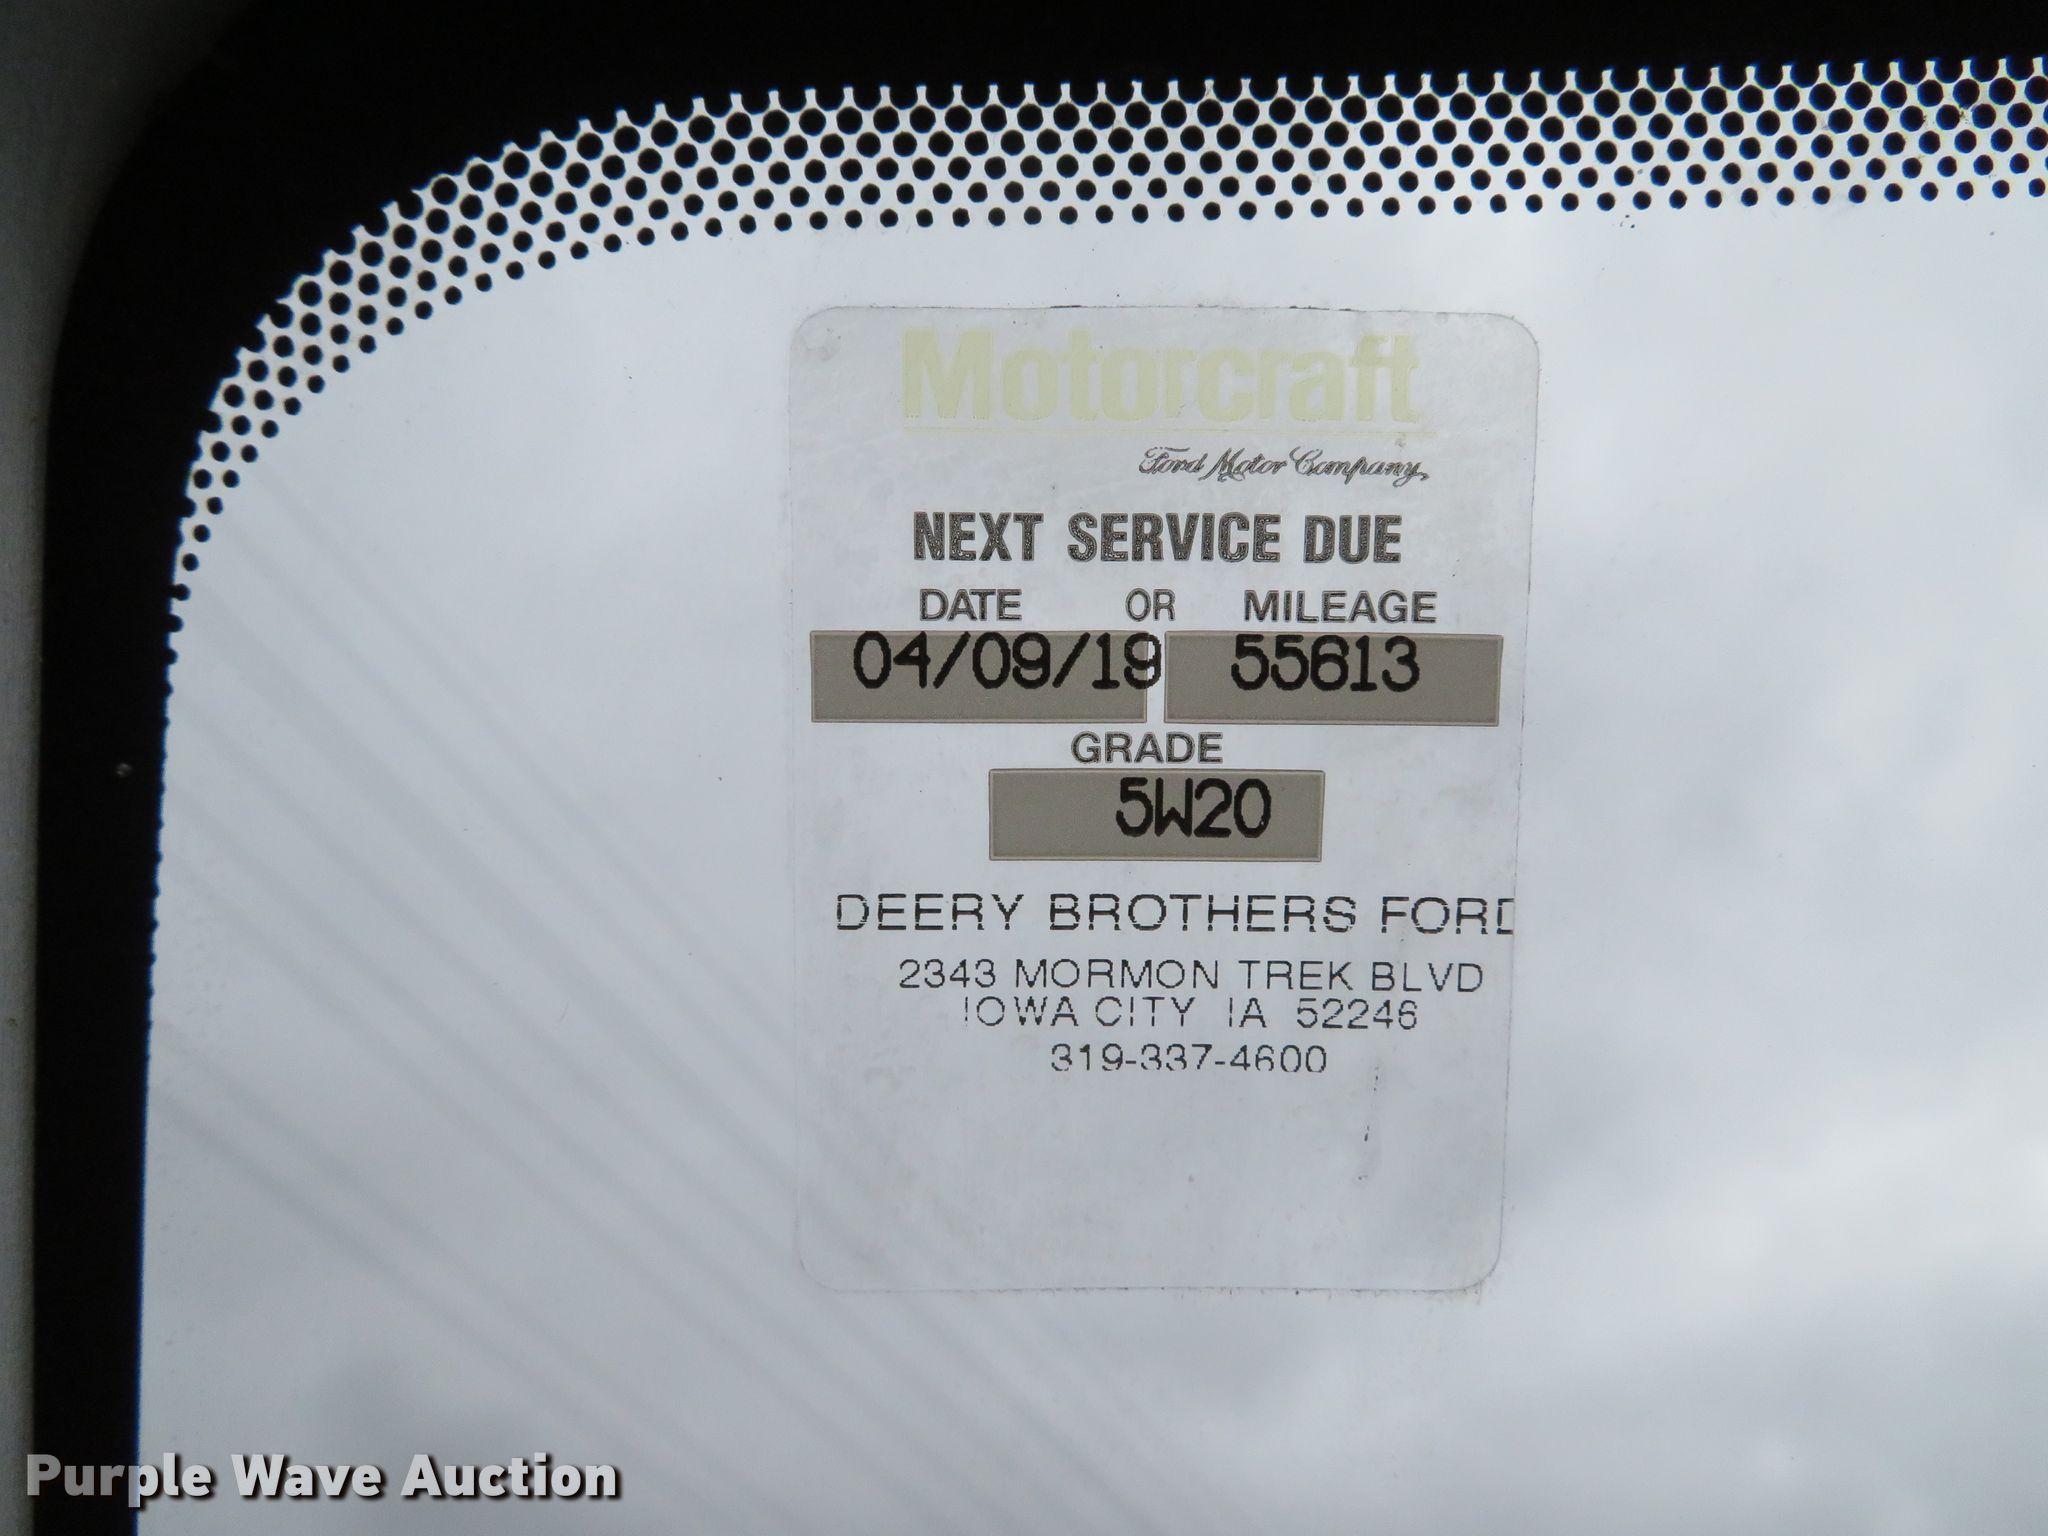 Motorcraft
Ford Motor Company,
NEXT SERVICE DUE
DATE OR MILEAGE
04/09/19 55613
GRADE
5W20
DEERY BROTHERS FORD
2343 MORMON TREK BLVD
IOWA CITY IA 52246
319-337-4600
Purple Wave Auction